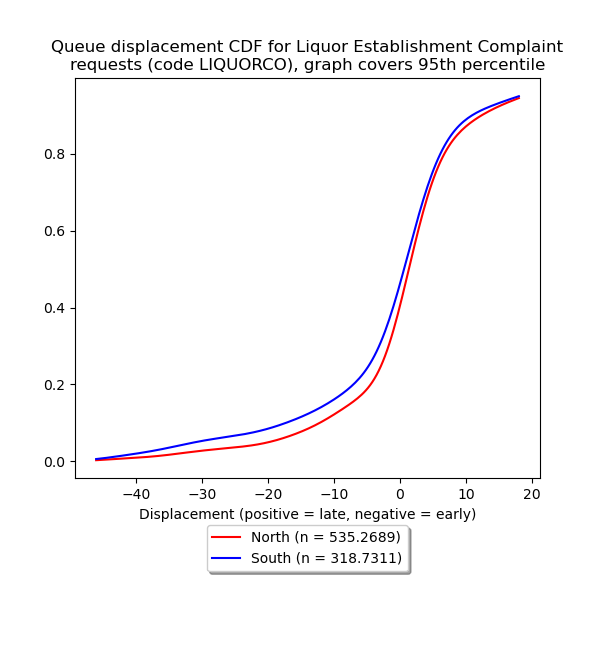 Queue displacement CDF for Liquor Establishment Complaint
requests (code LIQUORCO), graph covers 95th percentile
0.8
0.6
0.4
0.2
0.0
−40 −30 −20 −10 0 10 20
Displacement (positive = late, negative = early)
North (n = 535.2689)
South (n = 318.7311)